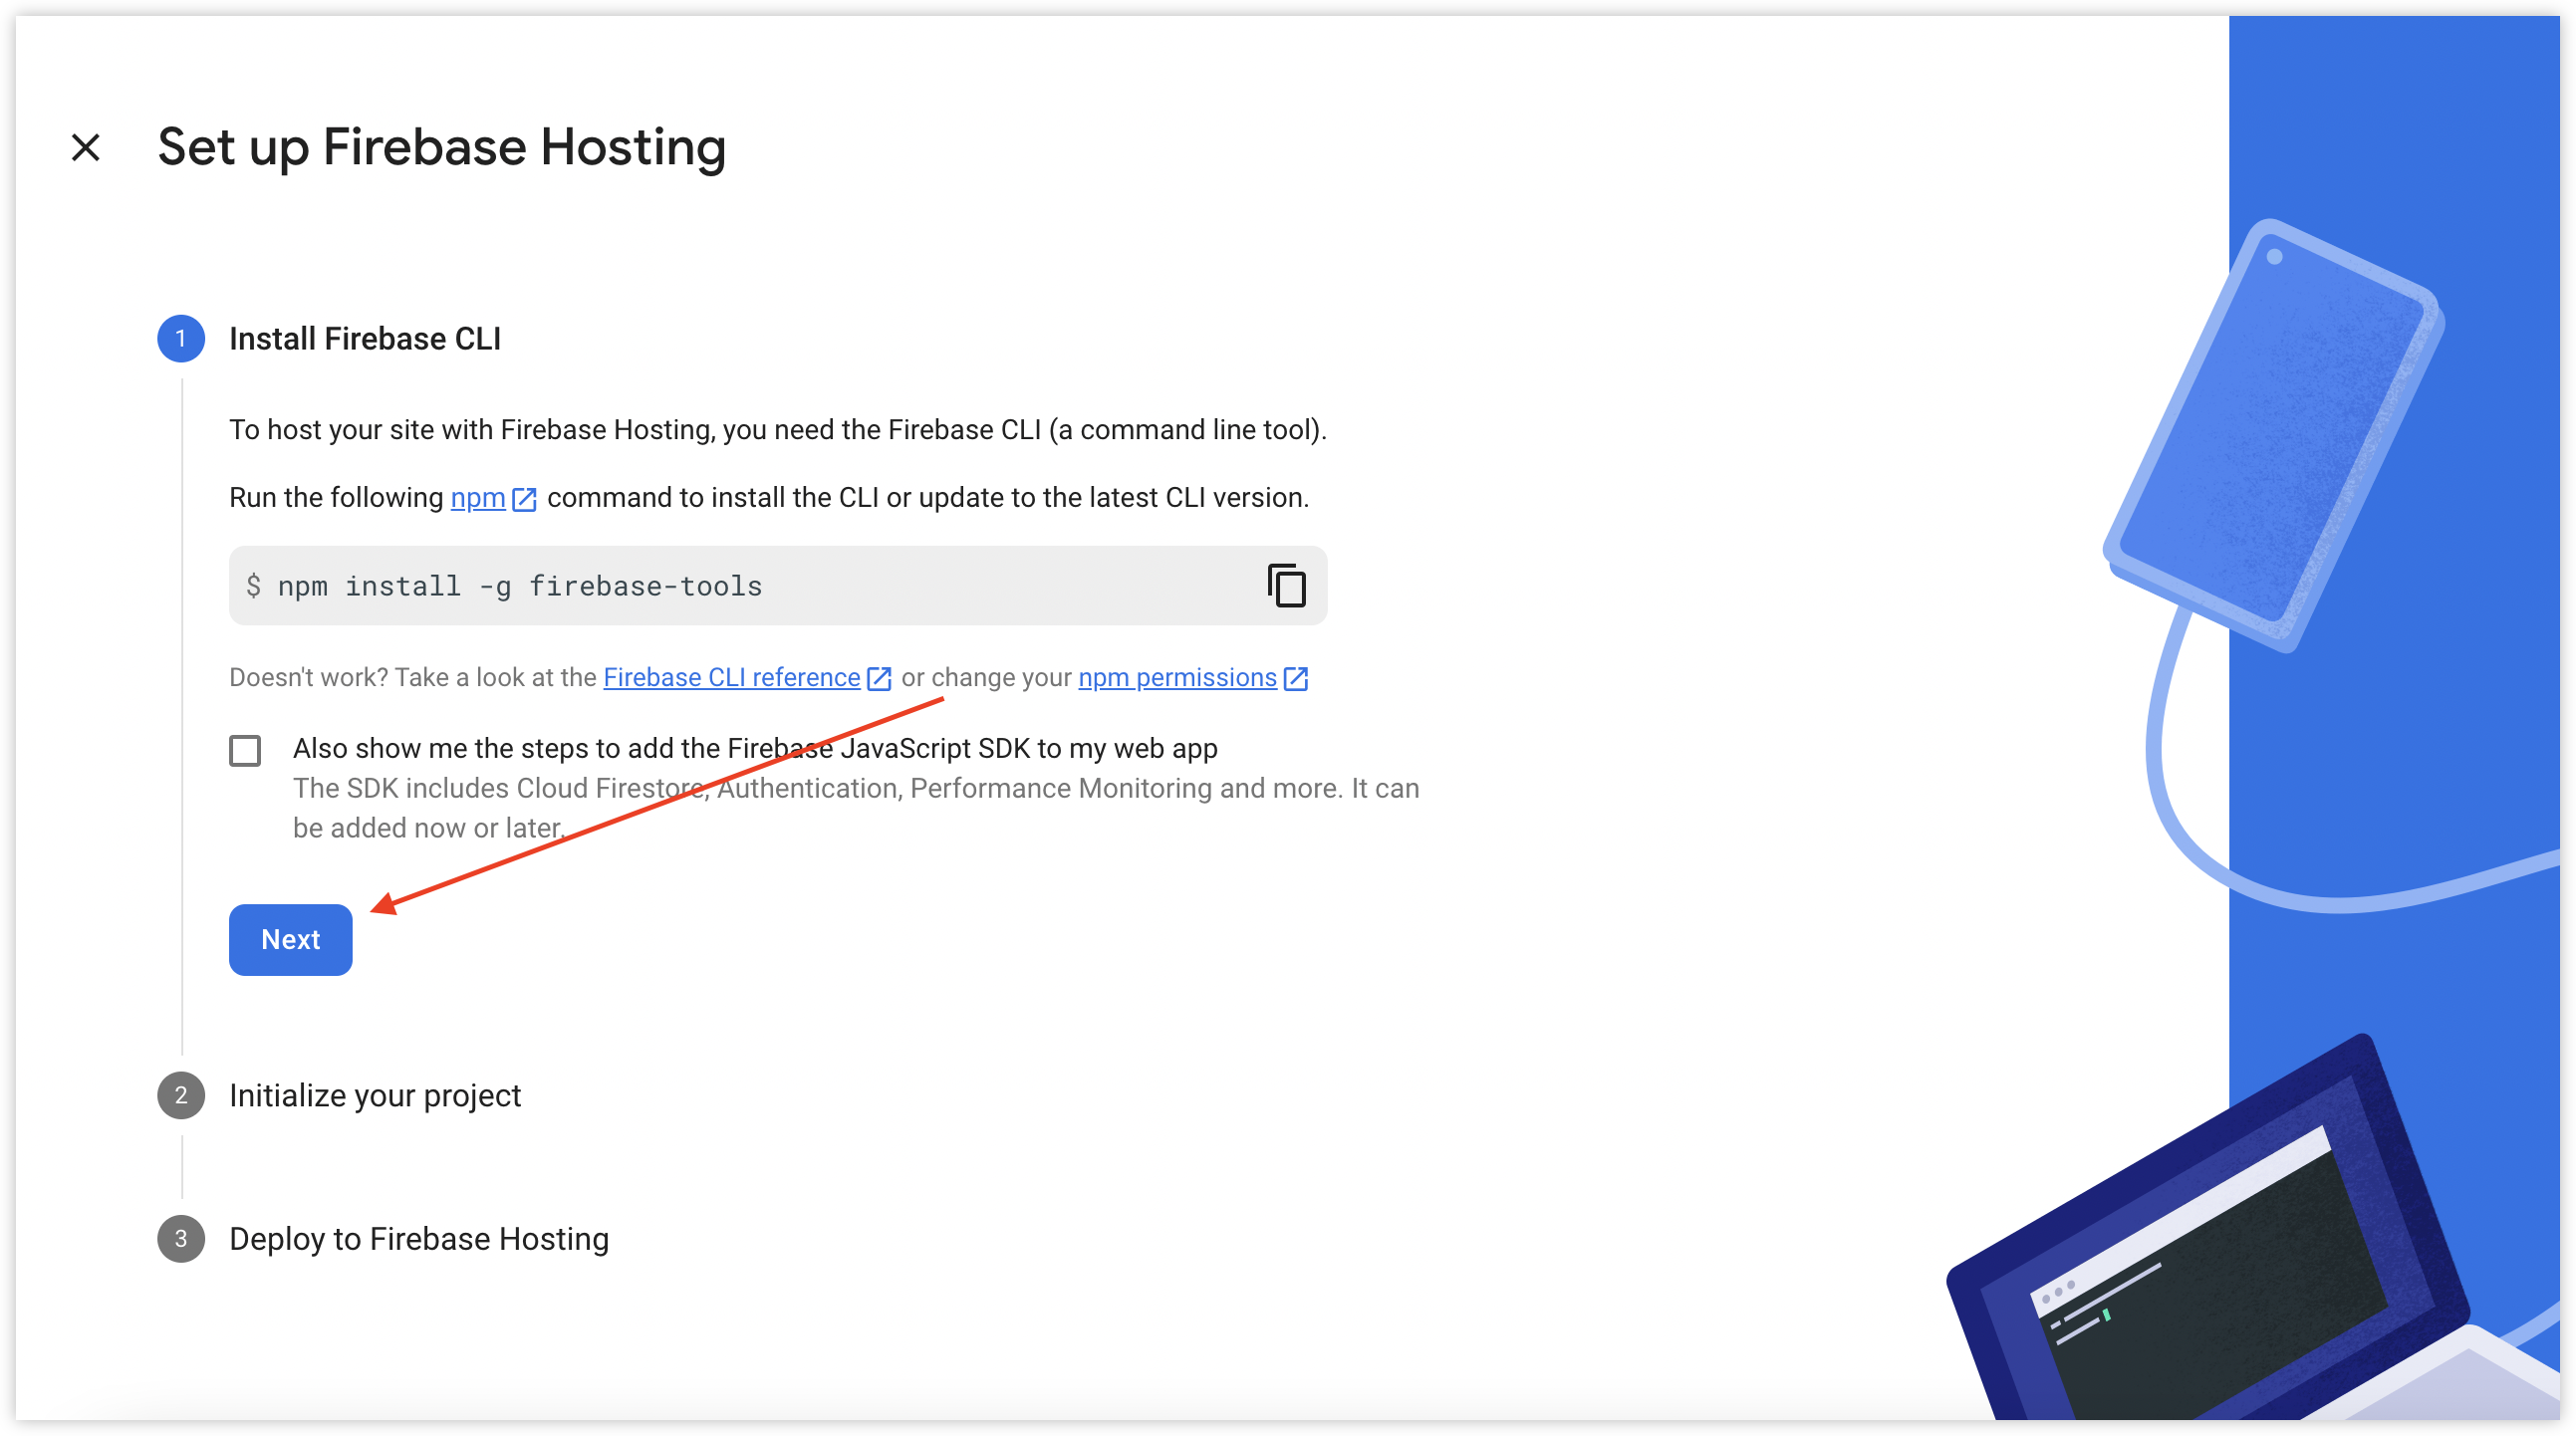 Set up Firebase Hosting
1 Install Firebase CLI
To host your site with Firebase Hosting, you need the Firebase CLI (a command line tool).
Run the following npm command to install the CLI or update to the latest CLI version.
$ npm install -g firebase-tools
Doesn't work? Take a look at the Firebase CLI reference or change your npm permissions
Also show me the steps to add the Firebase JavaScript SDK to my web app
The SDK includes Cloud Firestore, Authentication, Performance Monitoring and more. It can
be added now or later.
Next
2 Initialize your project
3 Deploy to Firebase Hosting